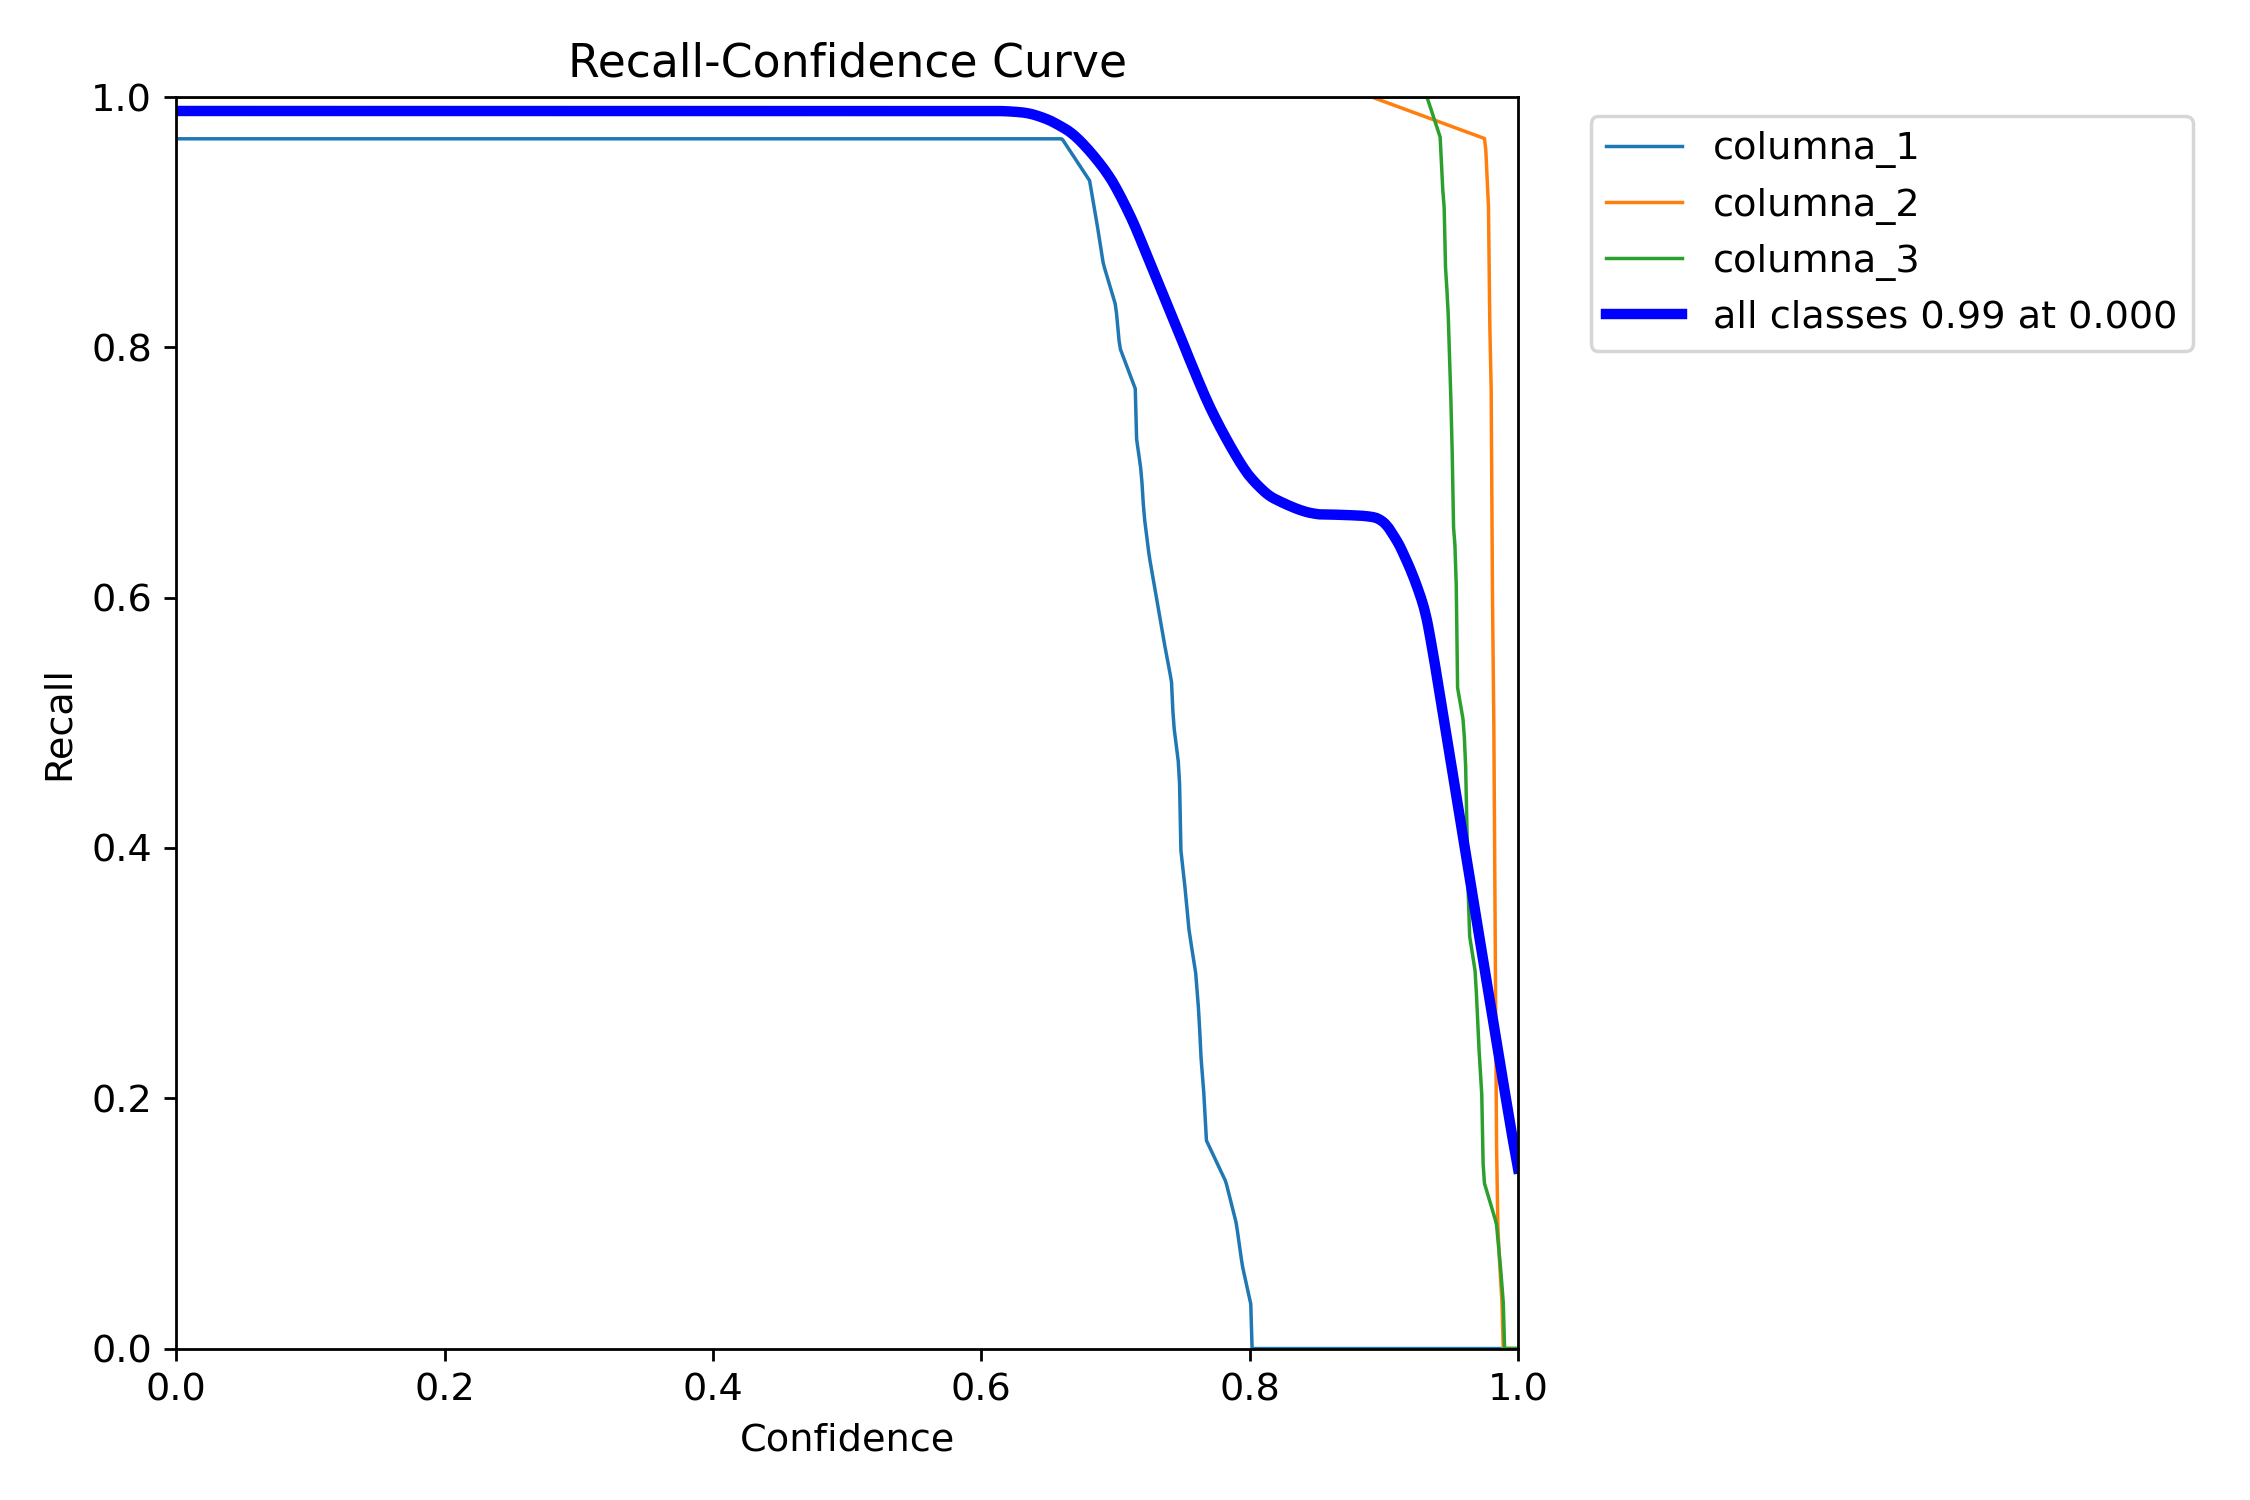 Recall-Confidence Curve
1.0
0.8
0.6
0.4
0.2
0.0
Recall
0.0 0.2 0.4 0.6 0.8 1.0
Confidence
columna_1
columna_2
columna_3
all classes 0.99 at 0.000